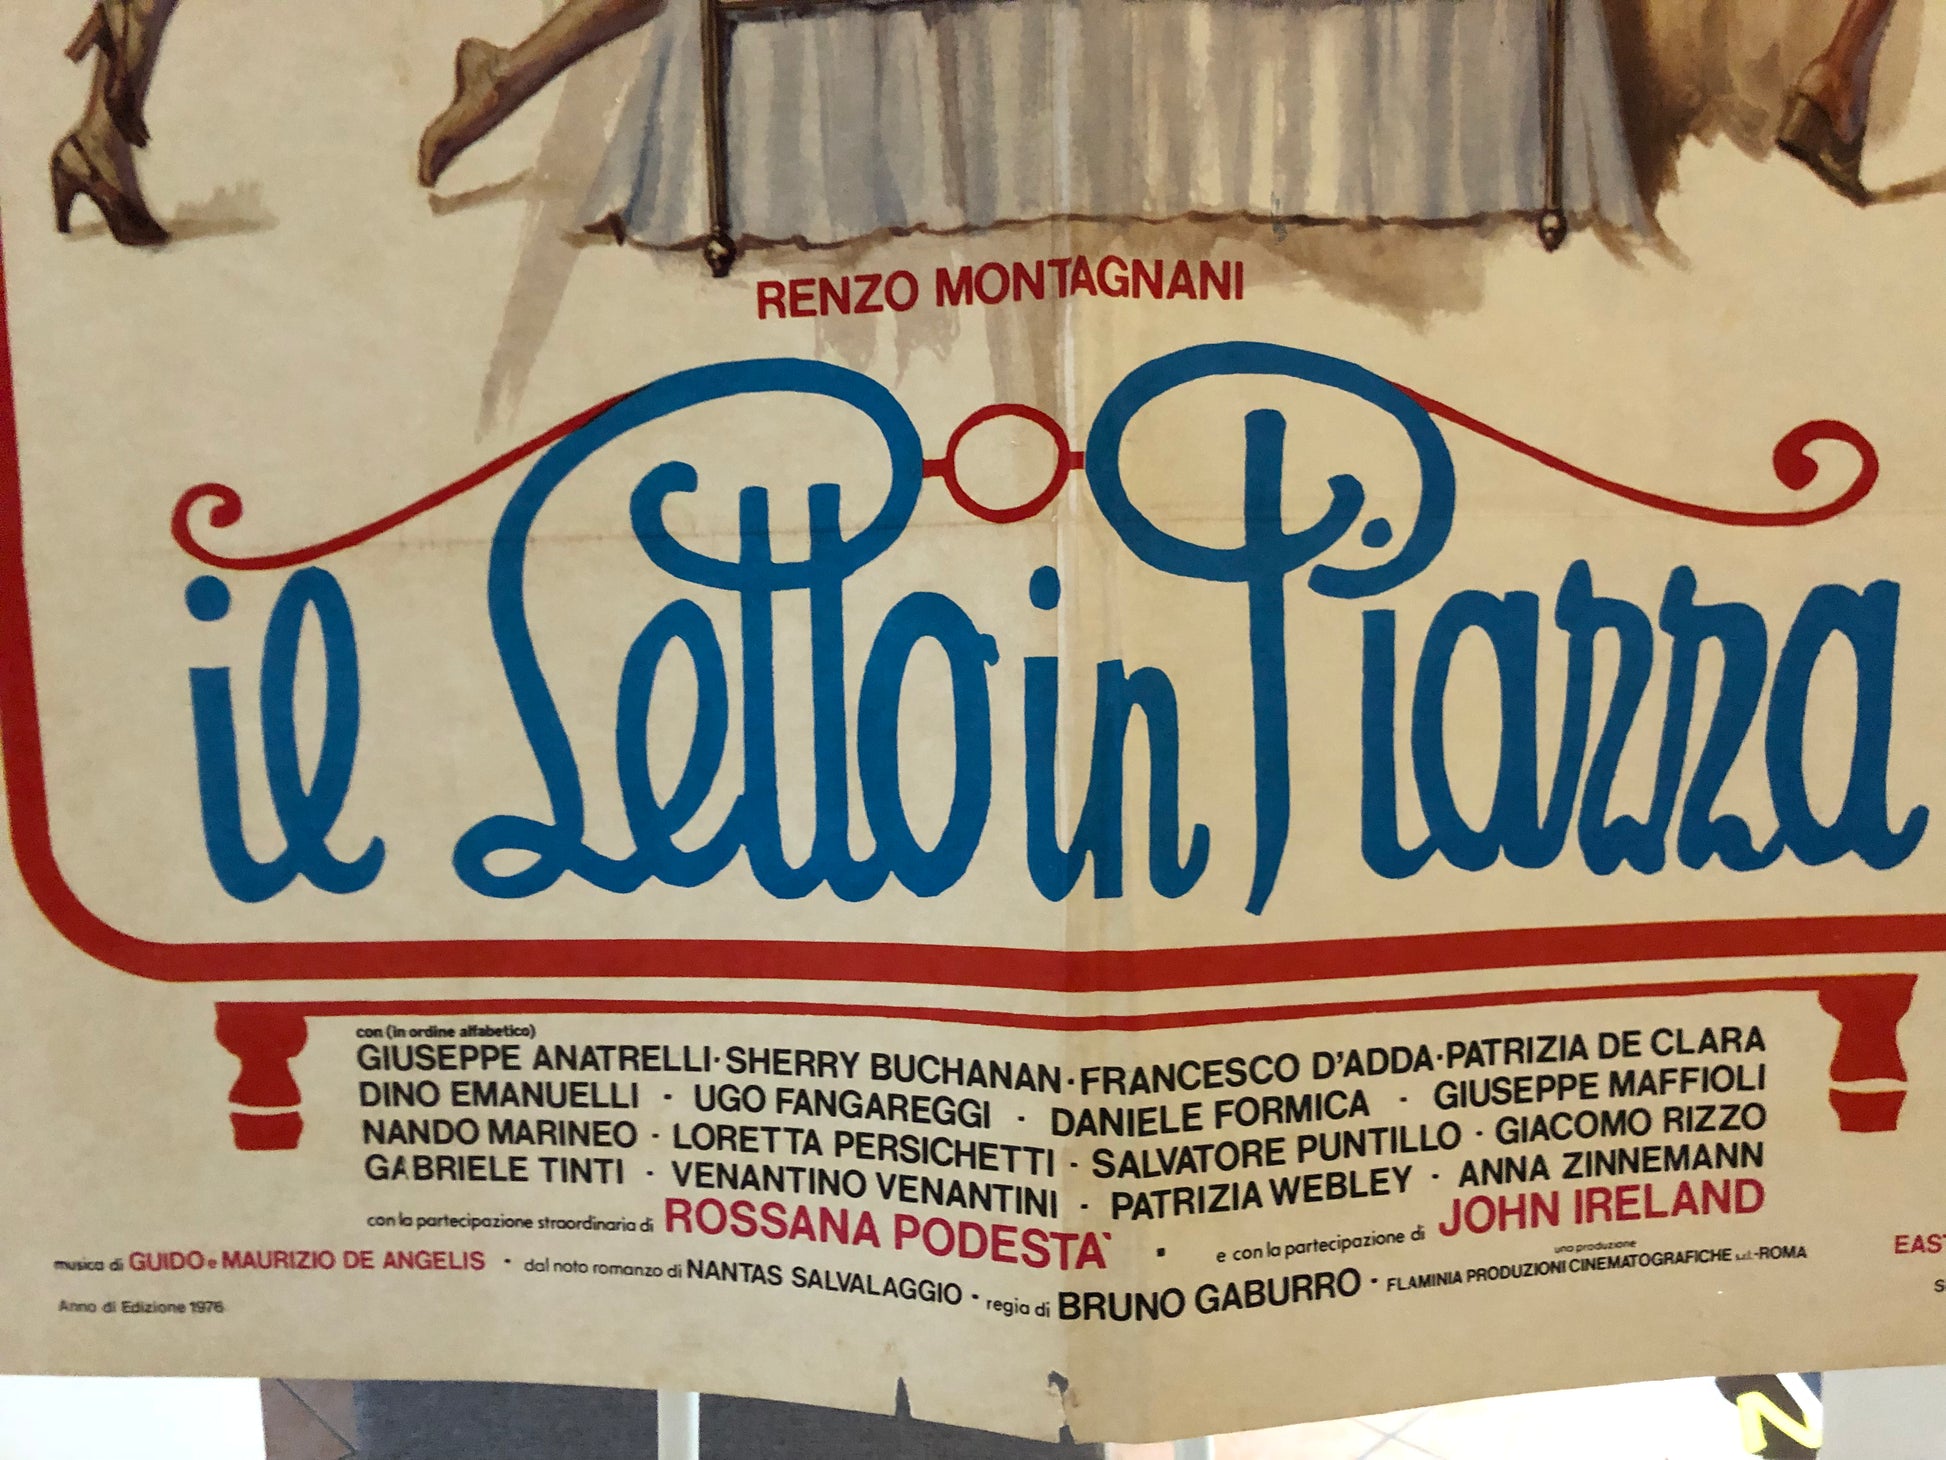 RENZO MONTAGNANI
il Letto in Piazza
con (in ordine alfabetico)
GIUSEPPE ANATRELLI · SHERRY BUCHANAN · FRANCESCO D'ADDA · PATRIZIA DE CLARA
DINO EMANUELLI · UGO FANGAREGGI · DANIELE FORMICA · GIUSEPPE MAFFIOLI
NANDO MARINEO · LORETTA PERSICHETTI · SALVATORE PUNTILLO · GIACOMO RIZZO
GABRIELE TINTI · VENANTINO VENANTINI · PATRIZIA WEBLEY · ANNA ZINNEMANN
con la partecipazione straordinaria di ROSSANA PODESTA' · e con la partecipazione di JOHN IRELAND
musica di GUIDO e MAURIZIO DE ANGELIS · dal noto romanzo di NANTAS SALVALAGGIO · regia di BRUNO GABURRO · una produzione FLAMINIA PRODUZIONI CINEMATOGRAFICHE s.r.l.-ROMA
EAST
Anno di Edizione 1976